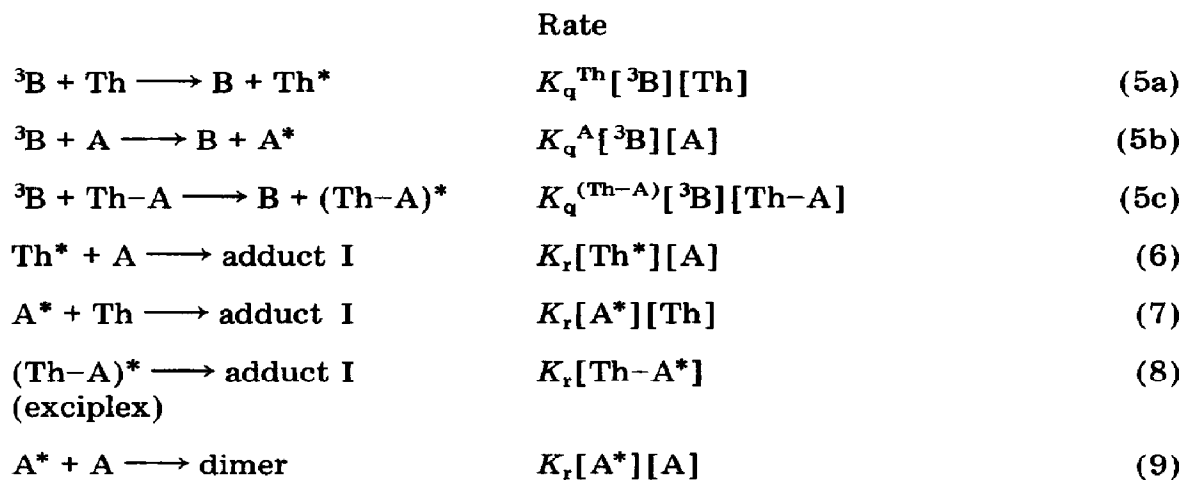 Rate
³B + Th ⟶ B + Th* K_q^Th[³B][Th] (5a)
³B + A ⟶ B + A* K_q^A[³B][A] (5b)
³B + Th–A ⟶ B + (Th–A)* K_q^(Th–A)[³B][Th–A] (5c)
Th* + A ⟶ adduct I K_r[Th*][A] (6)
A* + Th ⟶ adduct I K_r[A*][Th] (7)
(Th–A)* ⟶ adduct I K_r[Th–A*] (8)
(exciplex)
A* + A ⟶ dimer K_r[A*][A] (9)